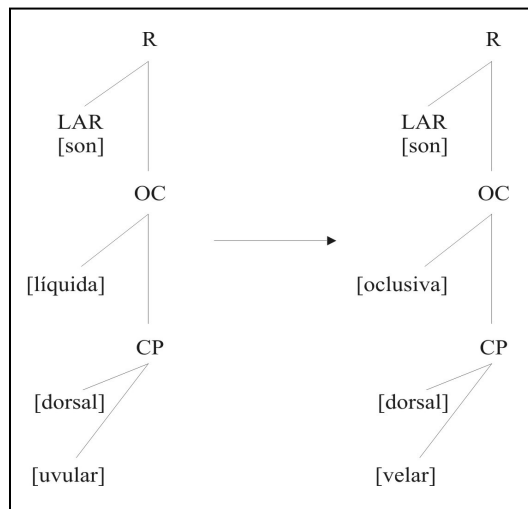 R R
LAR LAR
[son] [son]
OC OC
[líquida] [oclusiva]
CP CP
[dorsal] [dorsal]
[uvular] [velar]